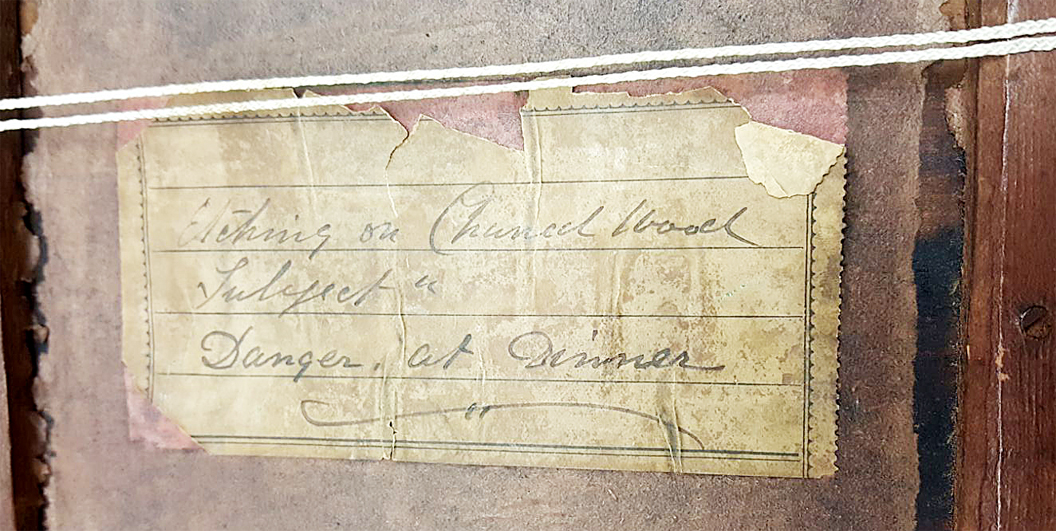 Etching on Charred Wood
Subject "
Danger, at Dinner
"